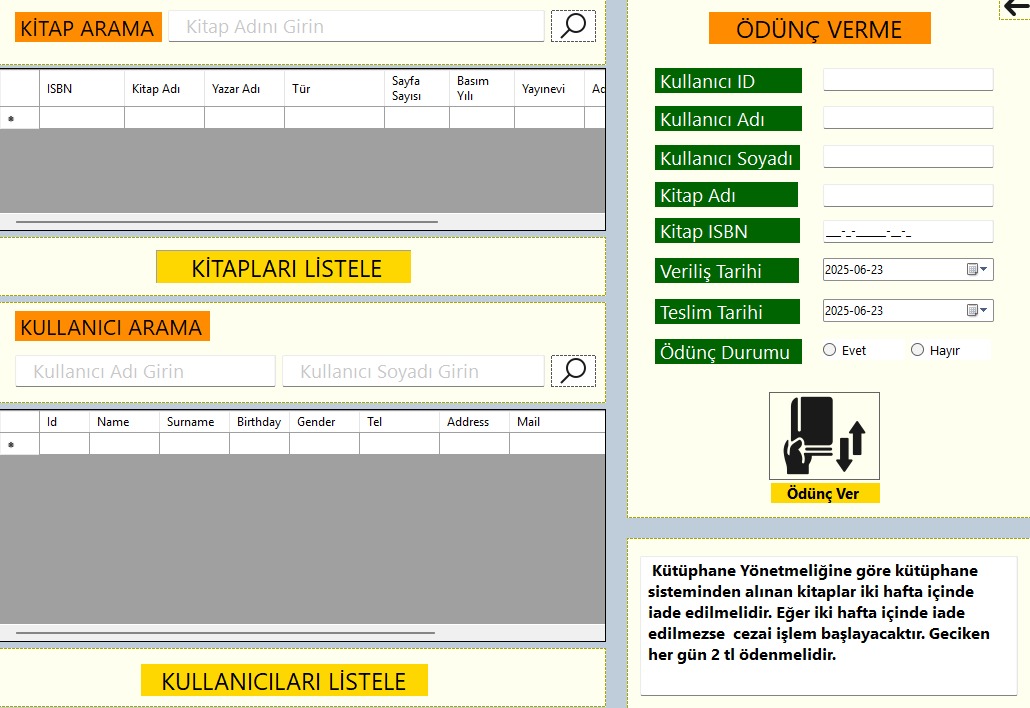 KİTAP ARAMA
Kitap Adını Girin
ISBN
Kitap Adı
Yazar Adı
Tür
Sayfa
Sayısı
Basım
Yılı
Yayınevi
Ad
KİTAPLARI LİSTELE
KULLANICI ARAMA
Kullanıcı Adı Girin
Kullanıcı Soyadı Girin
Id
Name
Surname
Birthday
Gender
Tel
Address
Mail
KULLANICILARI LİSTELE
ÖDÜNÇ VERME
Kullanıcı ID
Kullanıcı Adı
Kullanıcı Soyadı
Kitap Adı
Kitap ISBN
___-_-_____-__-_
Veriliş Tarihi
2025-06-23
Teslim Tarihi
2025-06-23
Ödünç Durumu
Evet
Hayır
Ödünç Ver
Kütüphane Yönetmeliğine göre kütüphane
sisteminden alınan kitaplar iki hafta içinde
iade edilmelidir. Eğer iki hafta içinde iade
edilmezse  cezai işlem başlayacaktır. Geciken
her gün 2 tl ödenmelidir.